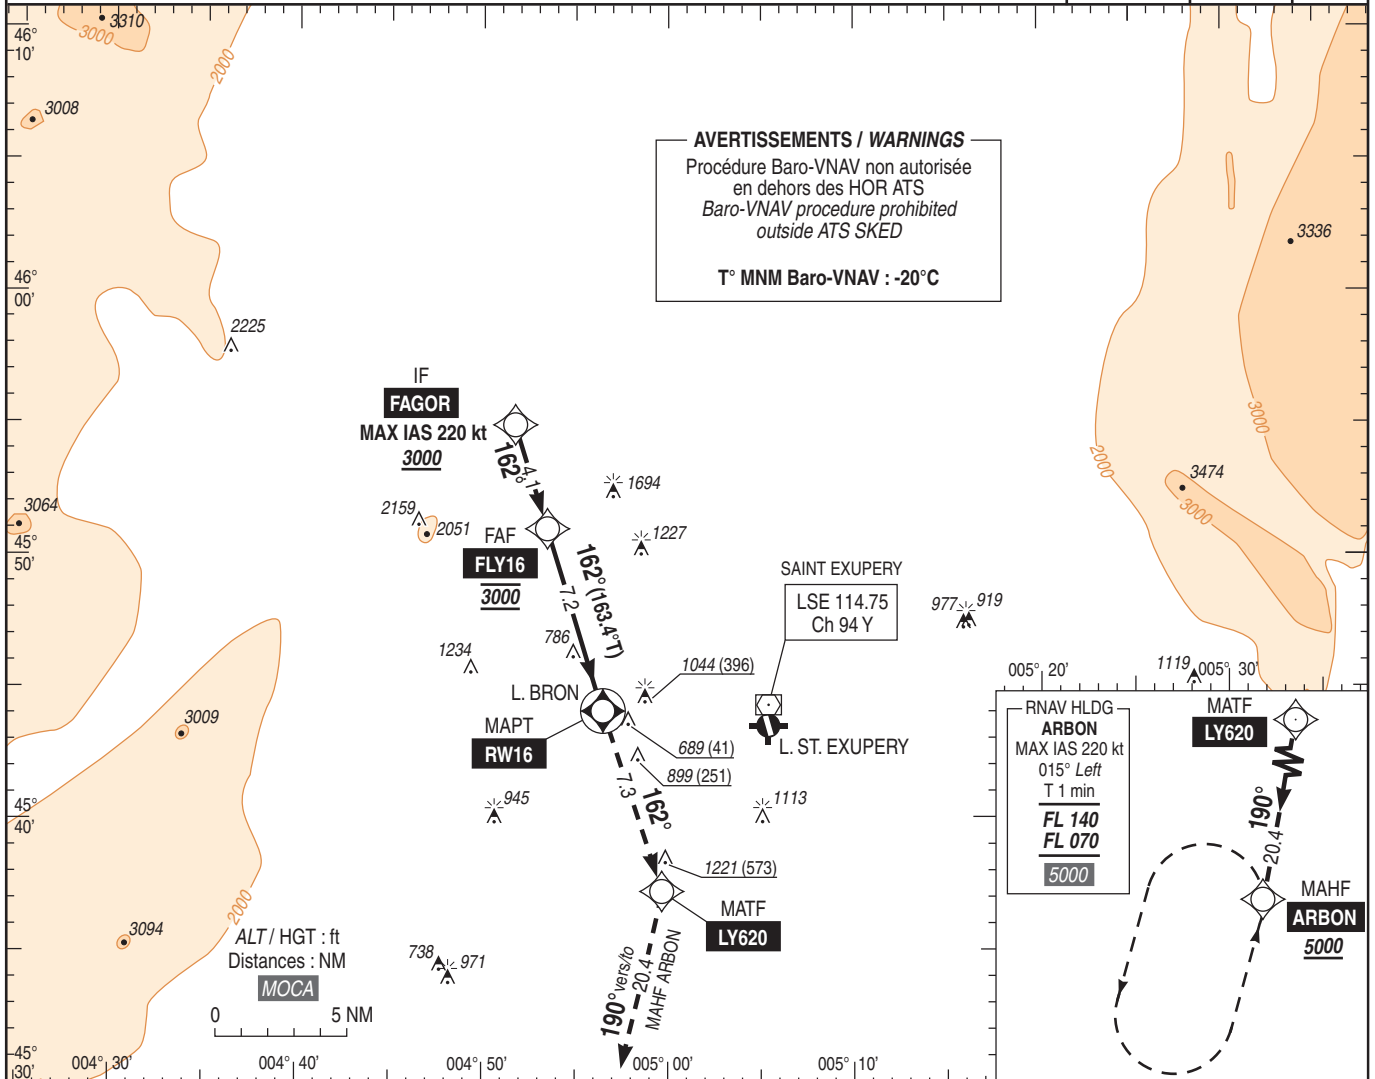 46°
10'
3310
3000
2000
3008
AVERTISSEMENTS / WARNINGS
Procédure Baro-VNAV non autorisée
en dehors des HOR ATS
Baro-VNAV procedure prohibited
outside ATS SKED
T° MNM Baro-VNAV : -20°C
3336
46°
00'
2225
IF
FAGOR
MAX IAS 220 kt
3000
162°
4.1
1694
3000
2000
3474
3000
3064
2159
2051
1227
45°
50'
FAF
FLY16
3000
162° (163.4°T)
7.2
SAINT EXUPERY
LSE 114.75
Ch 94 Y
977
919
786
1234
1044 (396)
1119
005° 20'
005° 30'
L. BRON
MAPT
RW16
3009
689 (41)
899 (251)
L. ST. EXUPERY
RNAV HLDG
ARBON
MAX IAS 220 kt
015° Left
T 1 min
FL 140
FL 070
5000
MATF
LY620
190°
20.4
MAHF
ARBON
5000
45°
40'
945
7.3
162°
1113
1221 (573)
MATF
LY620
2000
3094
ALT / HGT : ft
Distances : NM
MOCA
0
5 NM
738
971
190° vers/to
20.4
MAHF ARBON
45°
30'
004° 30'
004° 40'
004° 50'
005° 00'
005° 10'